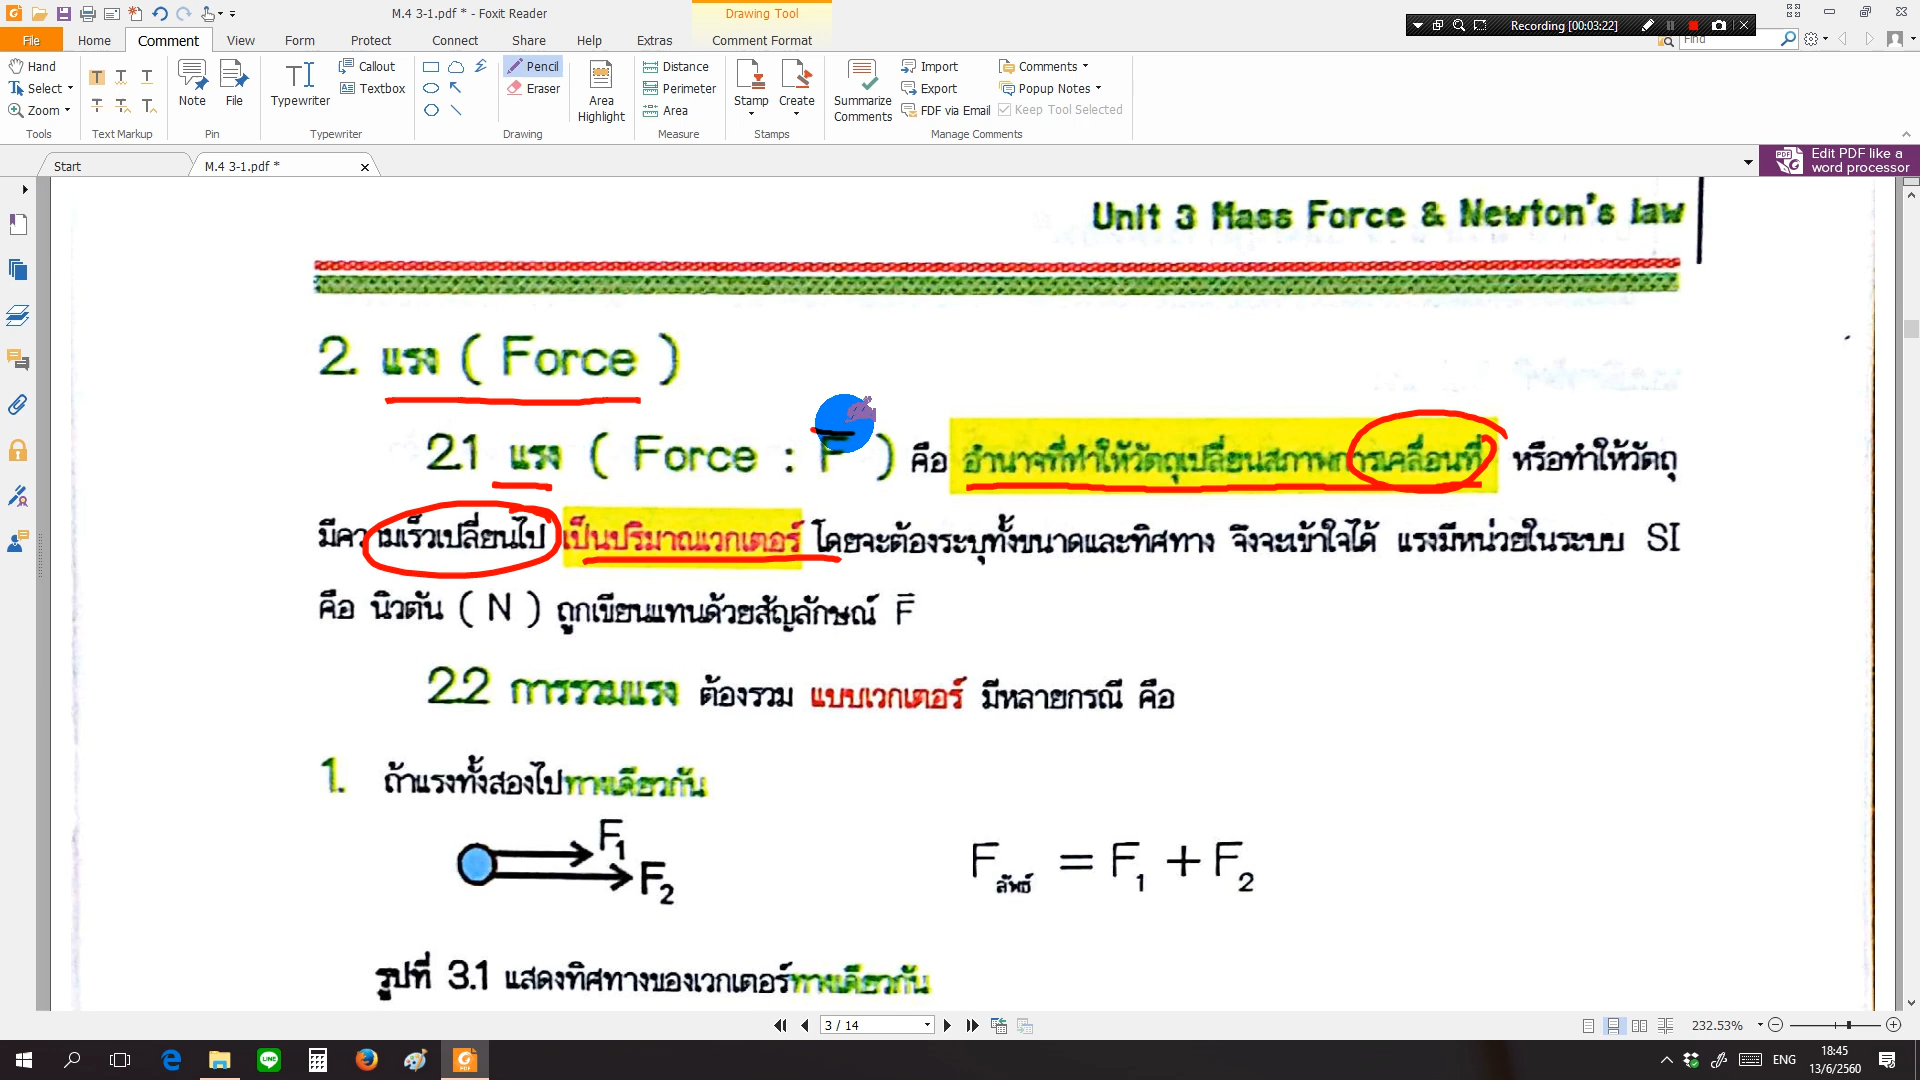 M.4 3-1.pdf * - Foxit Reader
Drawing Tool
Recording [00:03:22]
File Home Comment View Form Protect Connect Share Help Extras Comment Format
Find
Hand
Select
Zoom
Tools
Text Markup
Note File
Pin
Typewriter
Callout
Textbox
Typewriter
Pencil
Eraser
Area Highlight
Drawing
Distance
Perimeter
Area
Measure
Stamp Create
Stamps
Summarize Comments
Import
Export
FDF via Email
Comments
Popup Notes
Keep Tool Selected
Manage Comments
Start
M.4 3-1.pdf *
Edit PDF like a
word processor
Unit 3 Mass Force & Newton's law
2. แรง ( Force )
2.1 แรง ( Force : F ) คือ อำนาจที่ทำให้วัตถุเปลี่ยนสภาพการเคลื่อนที่ หรือทำให้วัตถุ
มีความเร็วเปลี่ยนไป เป็นปริมาณเวกเตอร์ โดยจะต้องระบุทั้งขนาดและทิศทาง จึงจะเข้าใจได้ แรงมีหน่วยในระบบ SI
คือ นิวตัน ( N ) ถูกเขียนแทนด้วยสัญลักษณ์ F̄
2.2 การรวมแรง ต้องรวม แบบเวกเตอร์ มีหลายกรณี คือ
1. ถ้าแรงทั้งสองไปทางเดียวกัน
F₁
F₂
F ลัพธ์ = F₁ + F₂
รูปที่ 3.1 แสดงทิศทางของเวกเตอร์ทางเดียวกัน
3 / 14
232.53%
LINE
PDF
ENG
18:45
13/6/2560